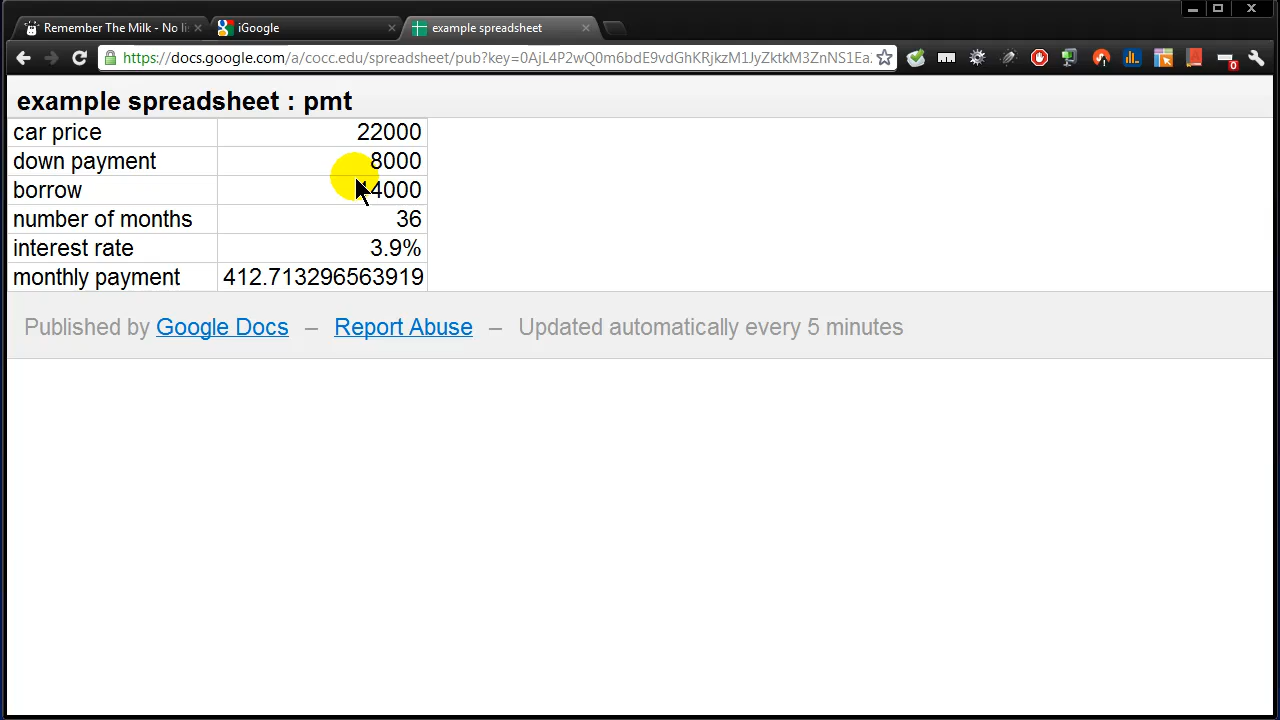 Remember The Milk - No li
iGoogle
example spreadsheet
https://docs.google.com/a/cocc.edu/spreadsheet/pub?key=0AjL4P2wQ0m6bdE9vdGhKRjkzM1JyZktkM3ZnNS1Ea
0
example spreadsheet : pmt
car price 22000
down payment 8000
borrow 14000
number of months 36
interest rate 3.9%
monthly payment 412.713296563919
Published by Google Docs – Report Abuse – Updated automatically every 5 minutes